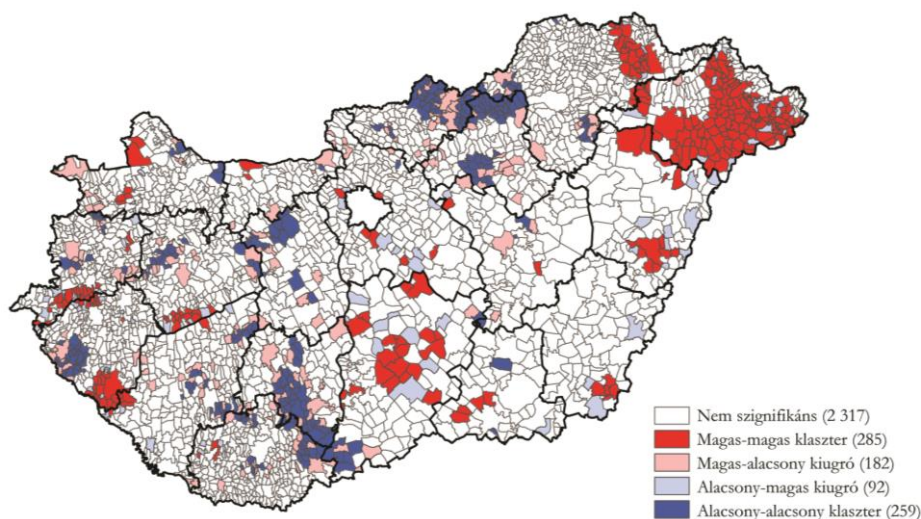 Nem szignifikáns (2 317)
Magas-magas klaszter (285)
Magas-alacsony kiugró (182)
Alacsony-magas kiugró (92)
Alacsony-alacsony klaszter (259)